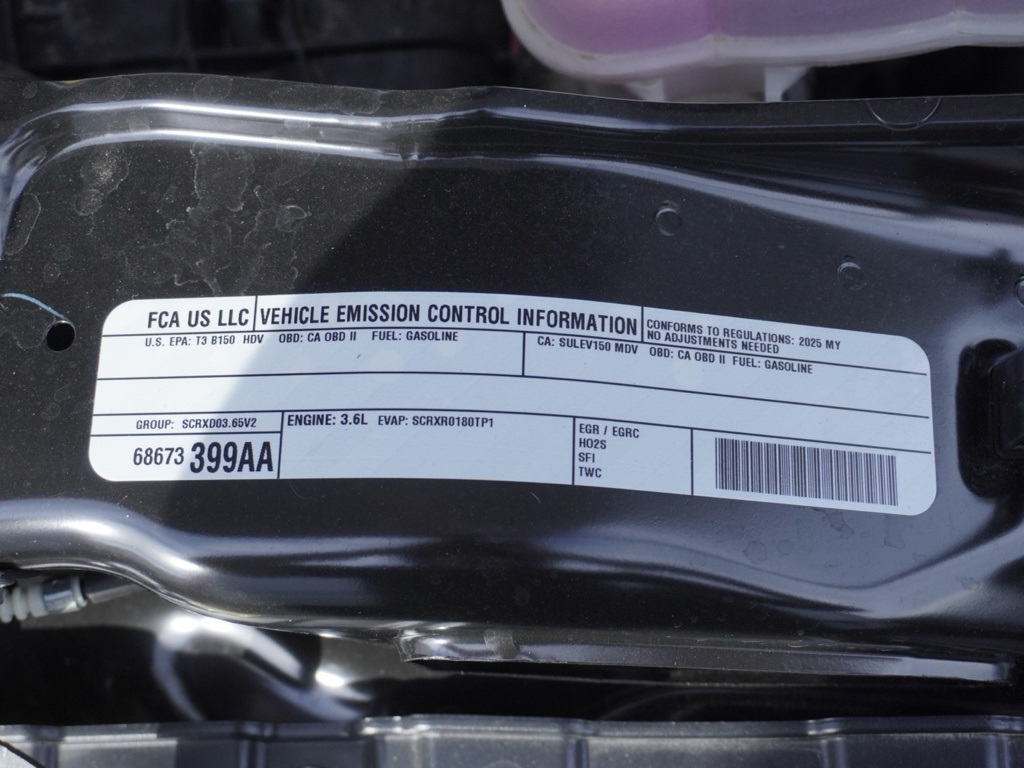 FCA US LLC
VEHICLE EMISSION CONTROL INFORMATION
CONFORMS TO REGULATIONS: 2025 MY
NO ADJUSTMENTS NEEDED
U.S. EPA: T3 B150 HDV OBD: CA OBD II FUEL: GASOLINE
CA: SULEV150 MDV OBD: CA OBD II FUEL: GASOLINE
GROUP: SCRXD03.65V2
68673 399AA
ENGINE: 3.6L EVAP: SCRXR0180TP1
EGR / EGRC
HO2S
SFI
TWC